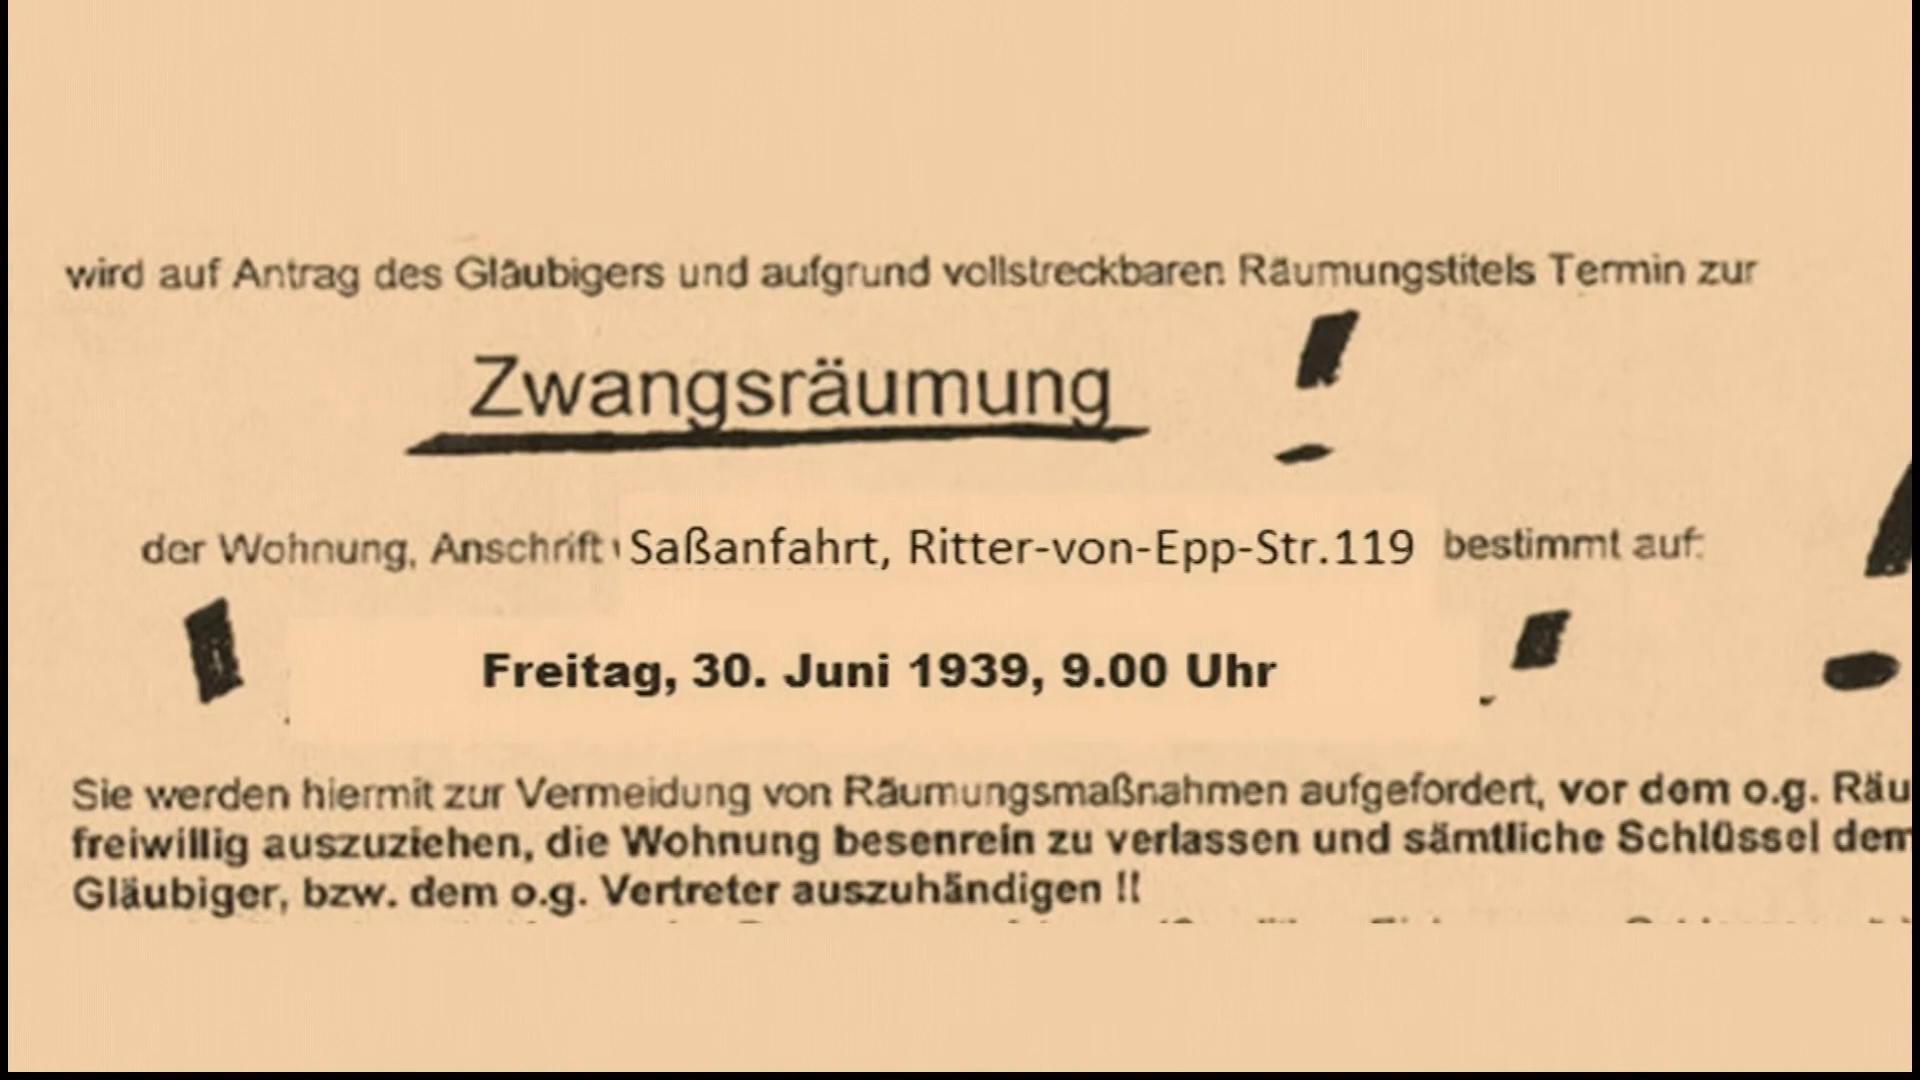 wird auf Antrag des Gläubigers und aufgrund vollstreckbaren Räumungstitels Termin zur
Zwangsräumung
der Wohnung, Anschrift Saßanfahrt, Ritter-von-Epp-Str.119 bestimmt auf:
Freitag, 30. Juni 1939, 9.00 Uhr
Sie werden hiermit zur Vermeidung von Räumungsmaßnahmen aufgefordert, vor dem o.g. Räu
freiwillig auszuziehen, die Wohnung besenrein zu verlassen und sämtliche Schlüssel dem
Gläubiger, bzw. dem o.g. Vertreter auszuhändigen !!